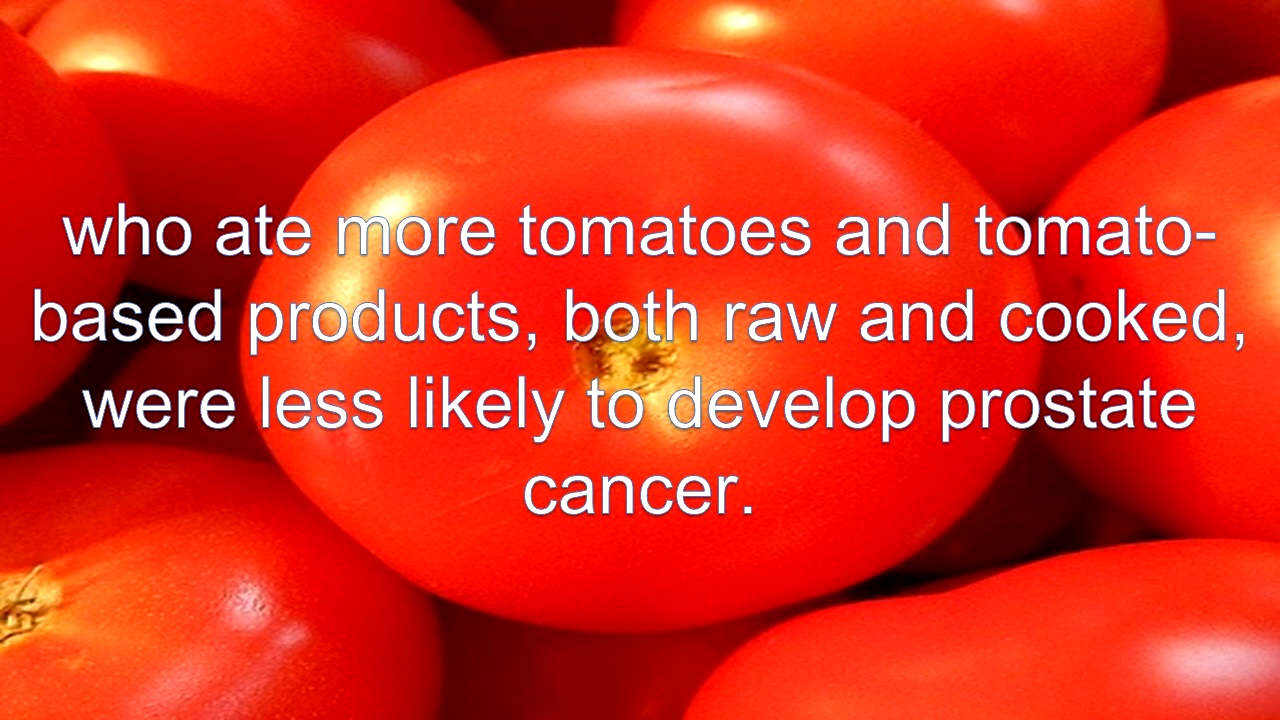 who ate more tomatoes and tomato-
based products, both raw and cooked,
were less likely to develop prostate
cancer.